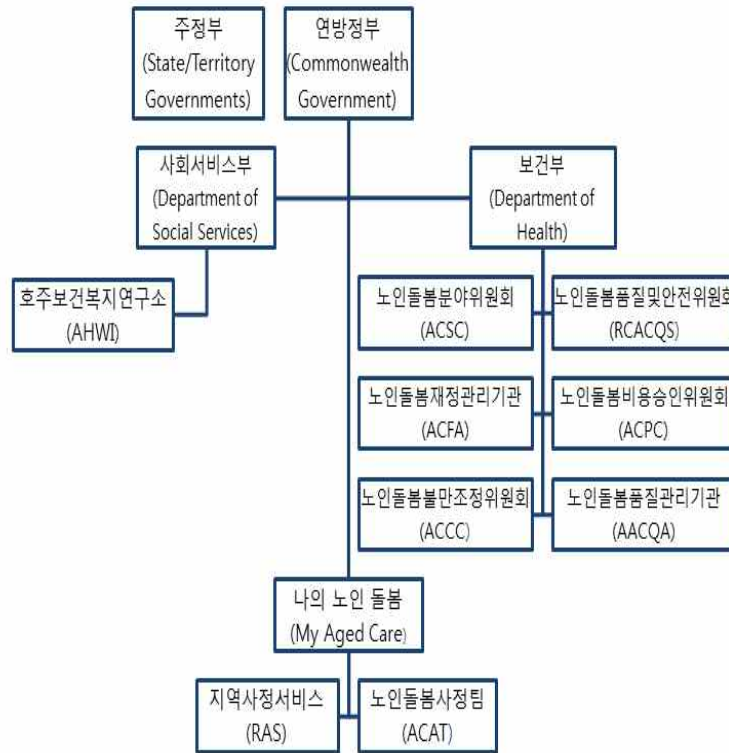 주정부
(State/Territory
Governments)
연방정부
(Commonwealth
Government)
사회서비스부
(Department of
Social Services)
보건부
(Department of
Health)
호주보건복지연구소
(AHWI)
노인돌봄분야위원회
(ACSC)
노인돌봄품질및안전위원회
(RCACQS)
노인돌봄재정관리기관
(ACFA)
노인돌봄비용승인위원회
(ACPC)
노인돌봄불만조정위원회
(ACCC)
노인돌봄품질관리기관
(AACQA)
나의 노인 돌봄
(My Aged Care)
지역사정서비스
(RAS)
노인돌봄사정팀
(ACAT)